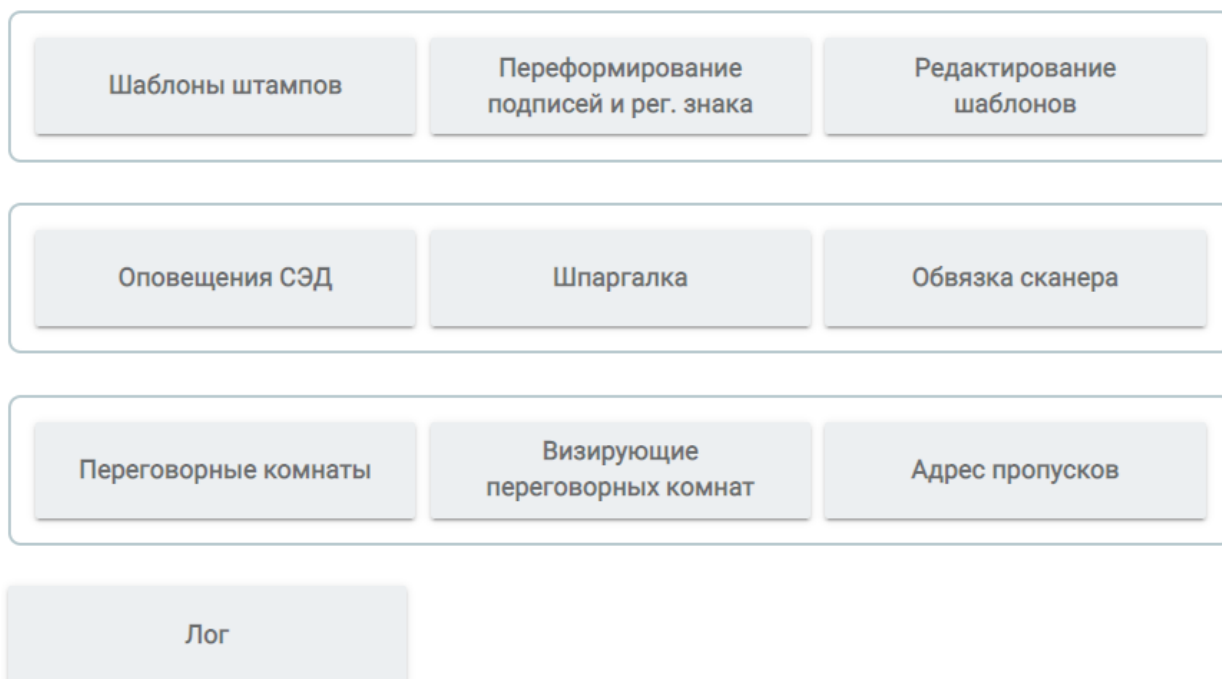 Шаблоны штампов
Переформирование
подписей и рег. знака
Редактирование
шаблонов
Оповещения СЭД
Шпаргалка
Обвязка сканера
Переговорные комнаты
Визирующие
переговорных комнат
Адрес пропусков
Лог